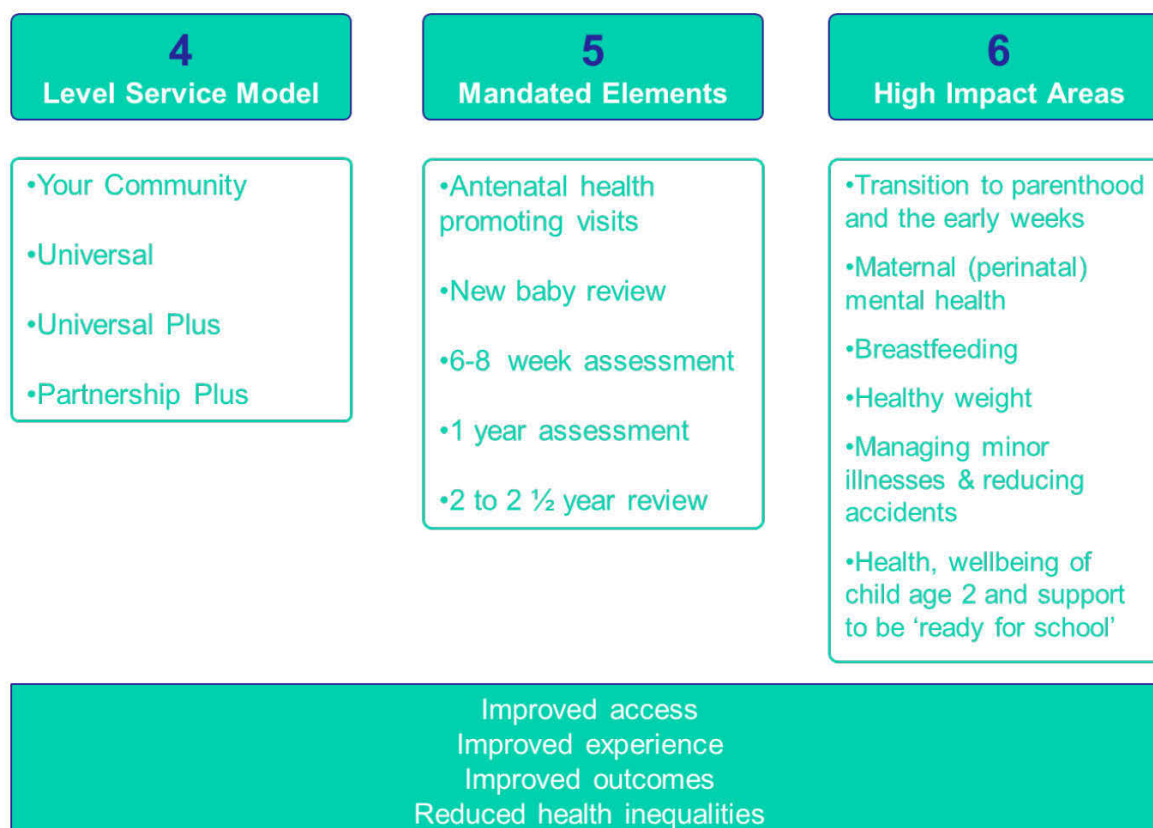 4
Level Service Model
•Your Community
•Universal
•Universal Plus
•Partnership Plus
5
Mandated Elements
•Antenatal health
promoting visits
•New baby review
•6-8 week assessment
•1 year assessment
•2 to 2 ½ year review
6
High Impact Areas
•Transition to parenthood
and the early weeks
•Maternal (perinatal)
mental health
•Breastfeeding
•Healthy weight
•Managing minor
illnesses & reducing
accidents
•Health, wellbeing of
child age 2 and support
to be ‘ready for school’
Improved access
Improved experience
Improved outcomes
Reduced health inequalities